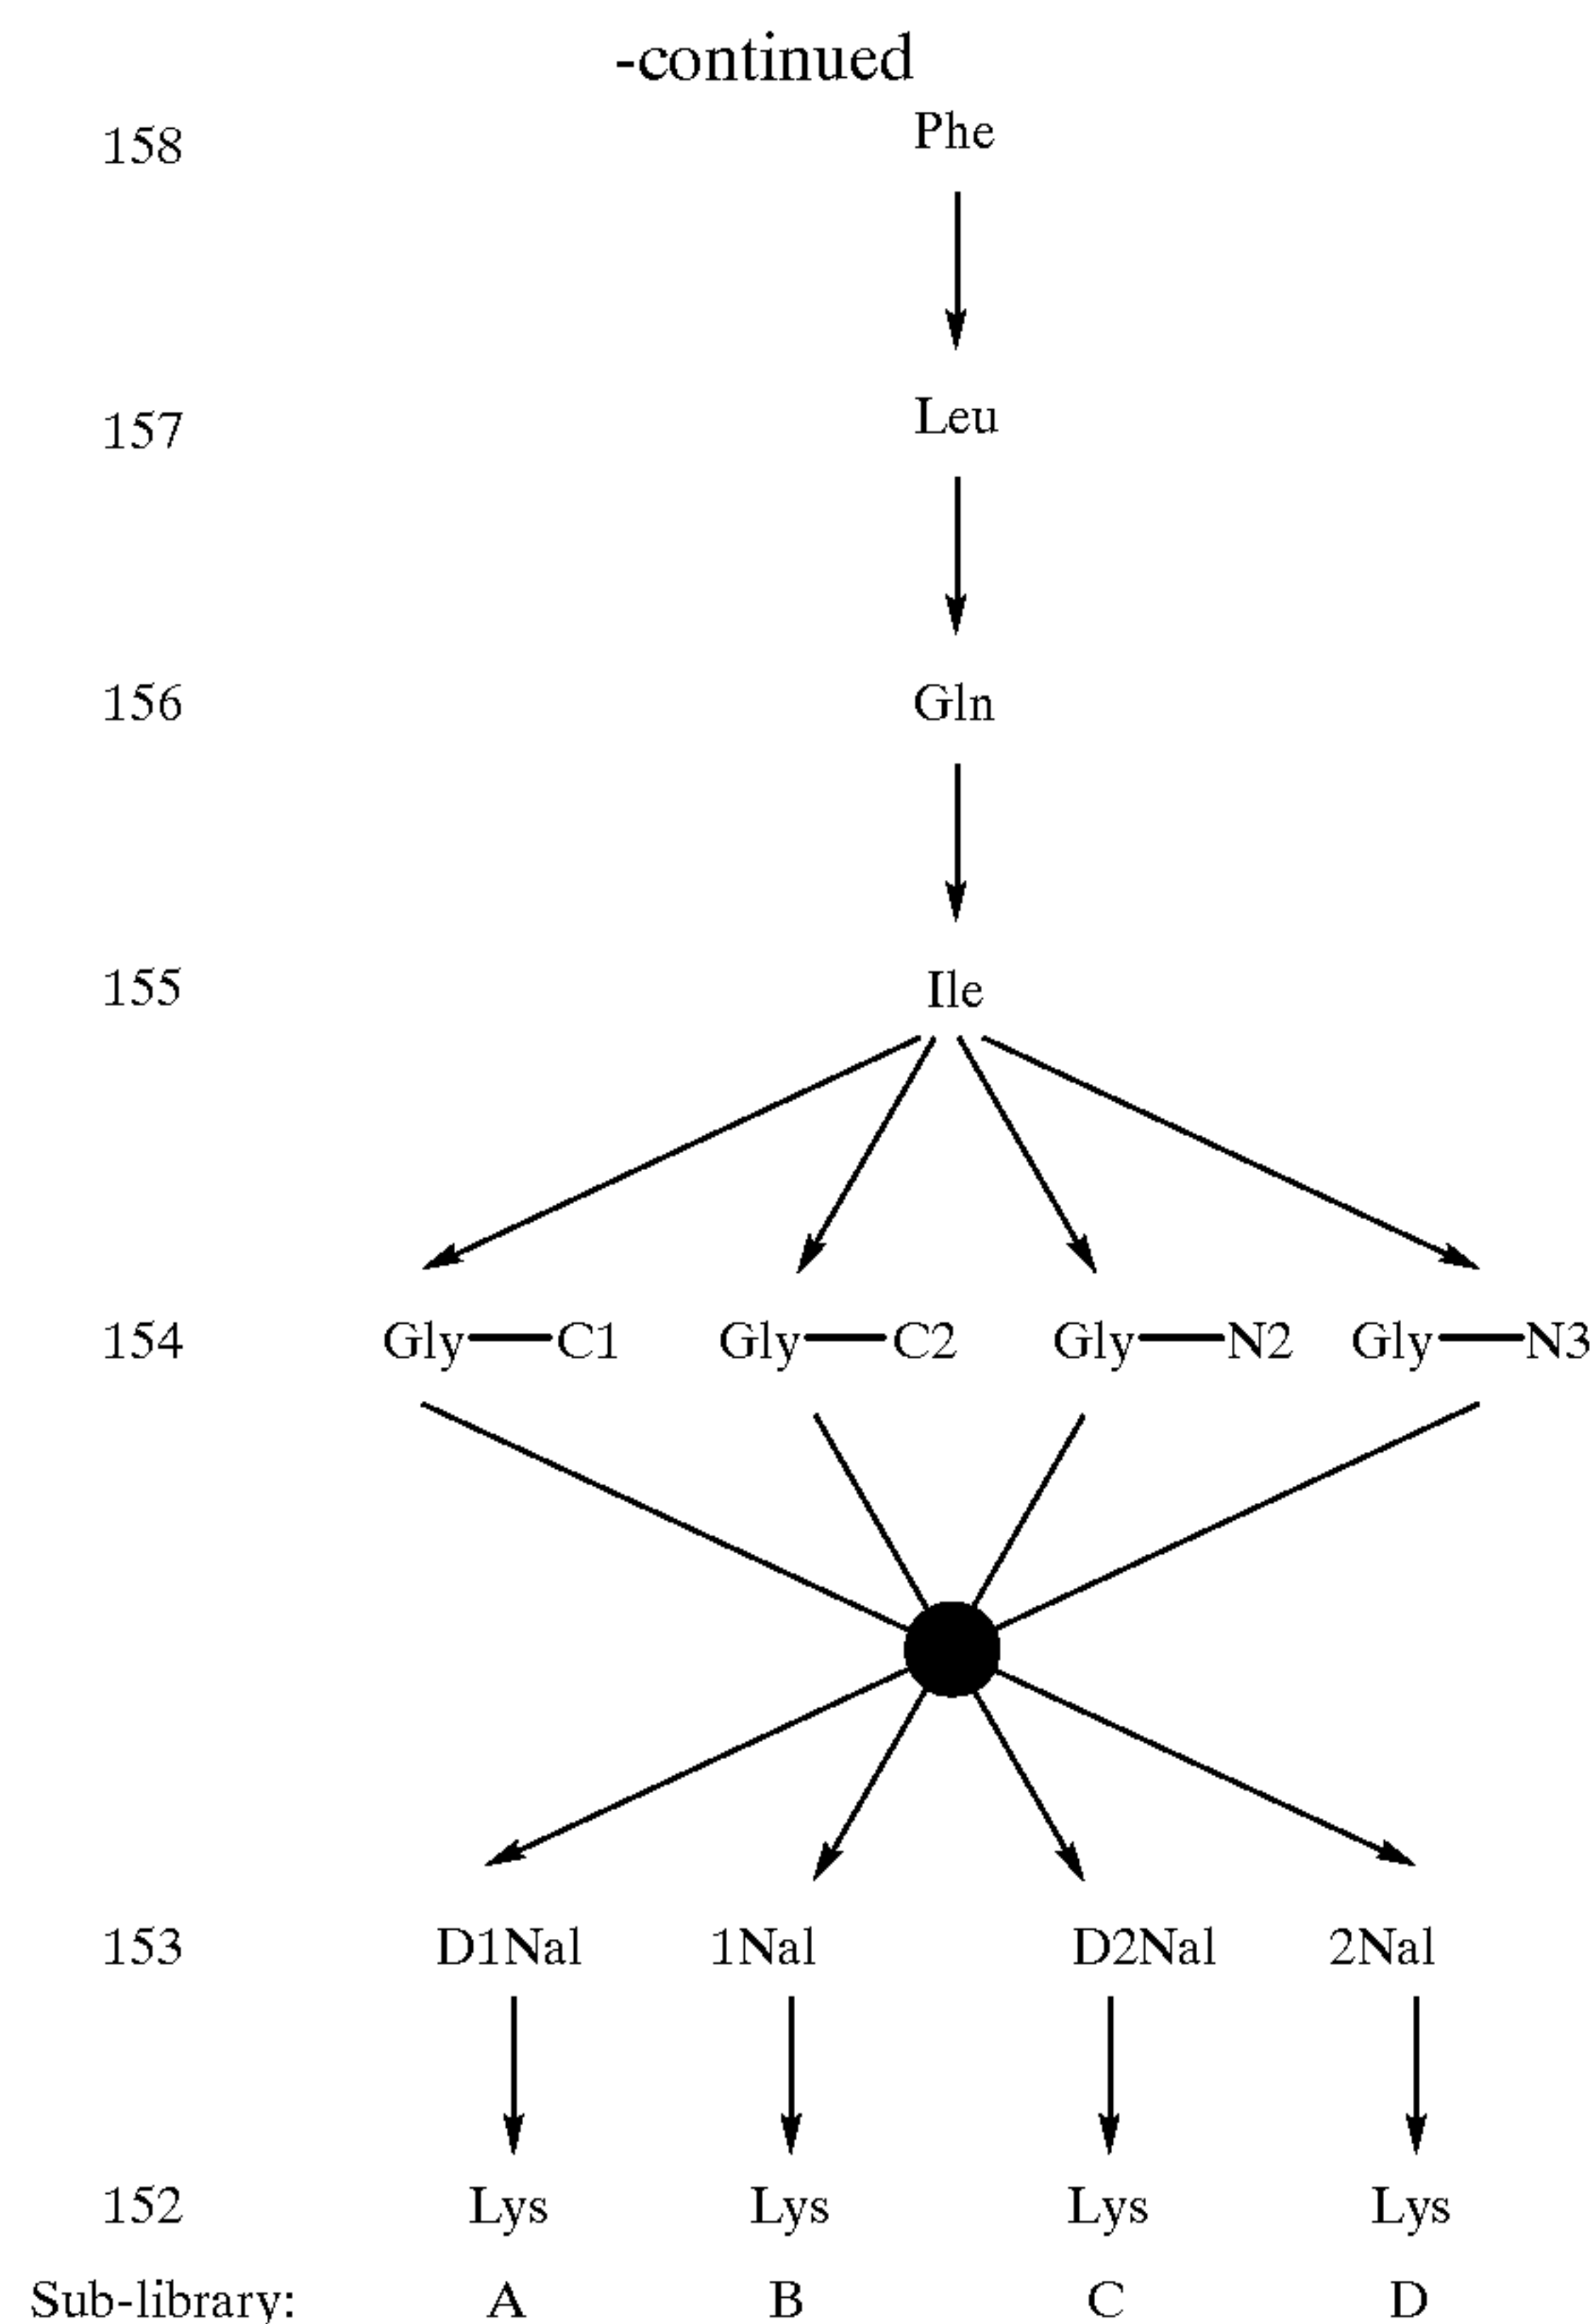 -continued
158 Phe
157 Leu
156 Gln
155 Ile
154 Gly—C1 Gly—C2 Gly—N2 Gly—N3
153 D1Nal 1Nal D2Nal 2Nal
152 Lys Lys Lys Lys
Sub-library: A B C D